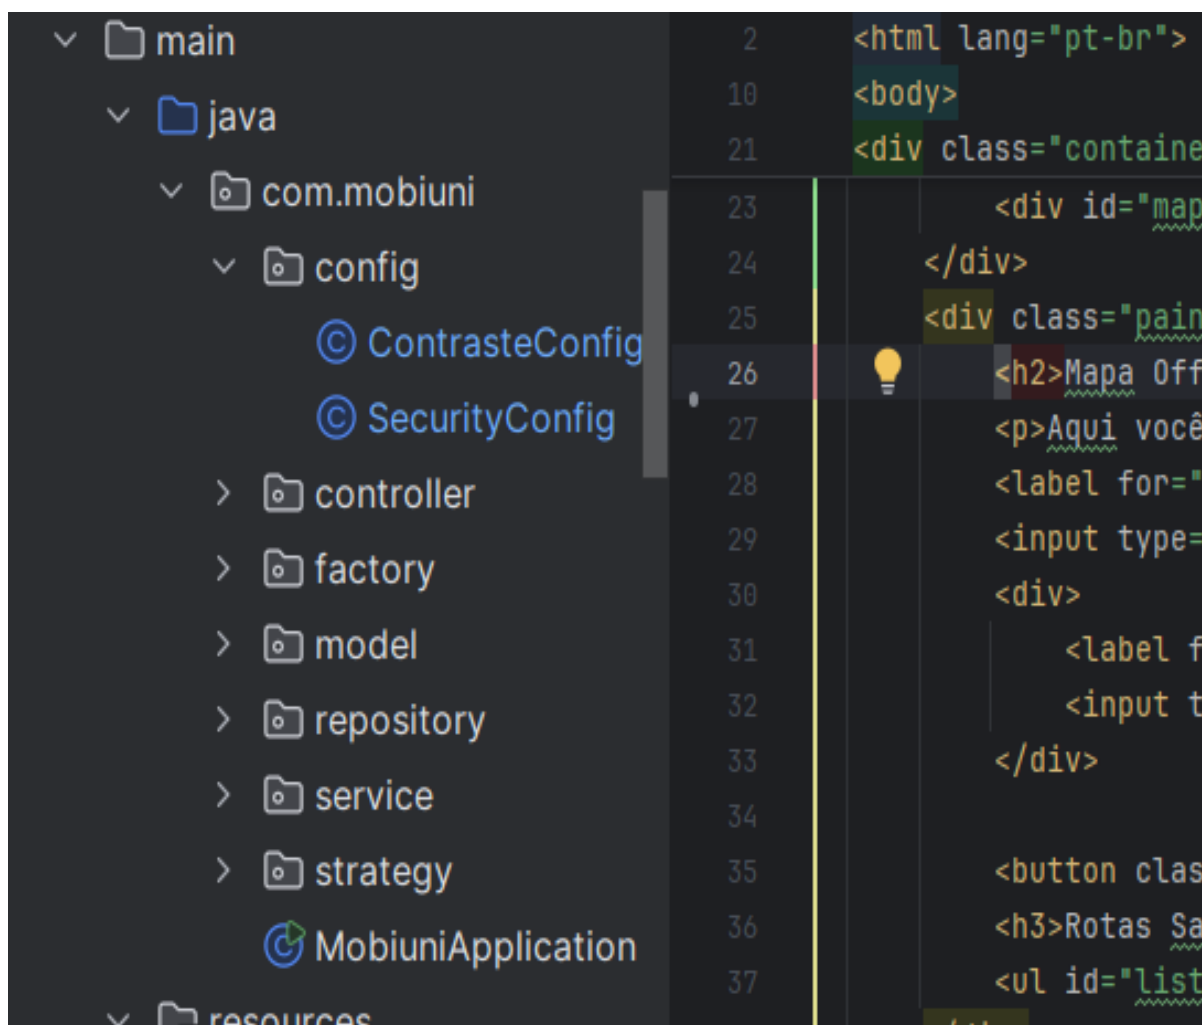 main
java
com.mobiuni
config
ContrasteConfig
SecurityConfig
controller
factory
model
repository
service
strategy
MobiuniApplication
resources
2 <html lang="pt-br">
10 <body>
21 <div class="containe
23 <div id="map
24 </div>
25 <div class="pain
26 <h2>Mapa Off
27 <p>Aqui você
28 <label for="
29 <input type=
30 <div>
31 <label f
32 <input t
33 </div>
34
35 <button clas
36 <h3>Rotas Sa
37 <ul id="list